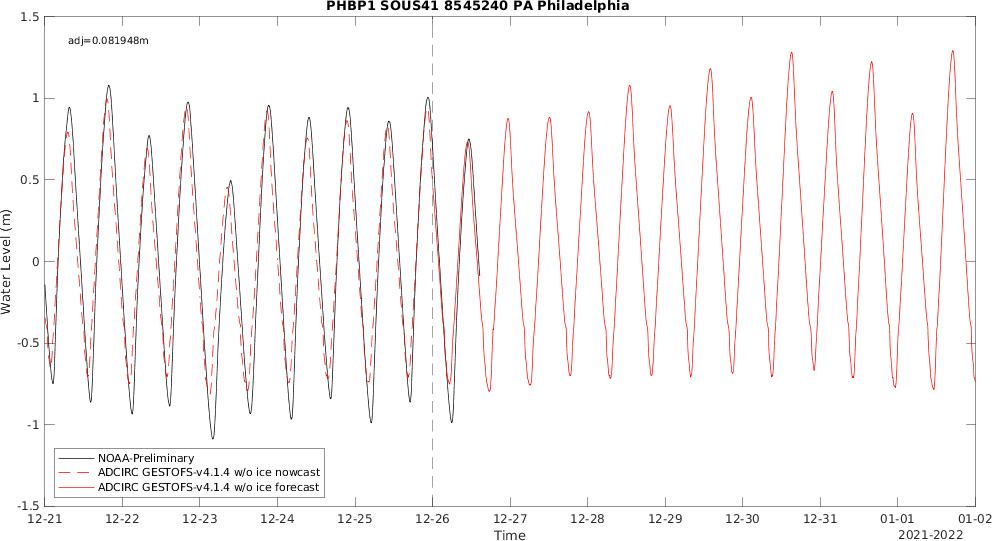 PHBP1 SOUS41 8545240 PA Philadelphia
adj=0.081948m
1.5
1
0.5
0
-0.5
-1
-1.5
Water Level (m)
NOAA-Preliminary
ADCIRC GESTOFS-v4.1.4 w/o ice nowcast
ADCIRC GESTOFS-v4.1.4 w/o ice forecast
12-21 12-22 12-23 12-24 12-25 12-26 12-27 12-28 12-29 12-30 12-31 01-01 01-02
Time
2021-2022